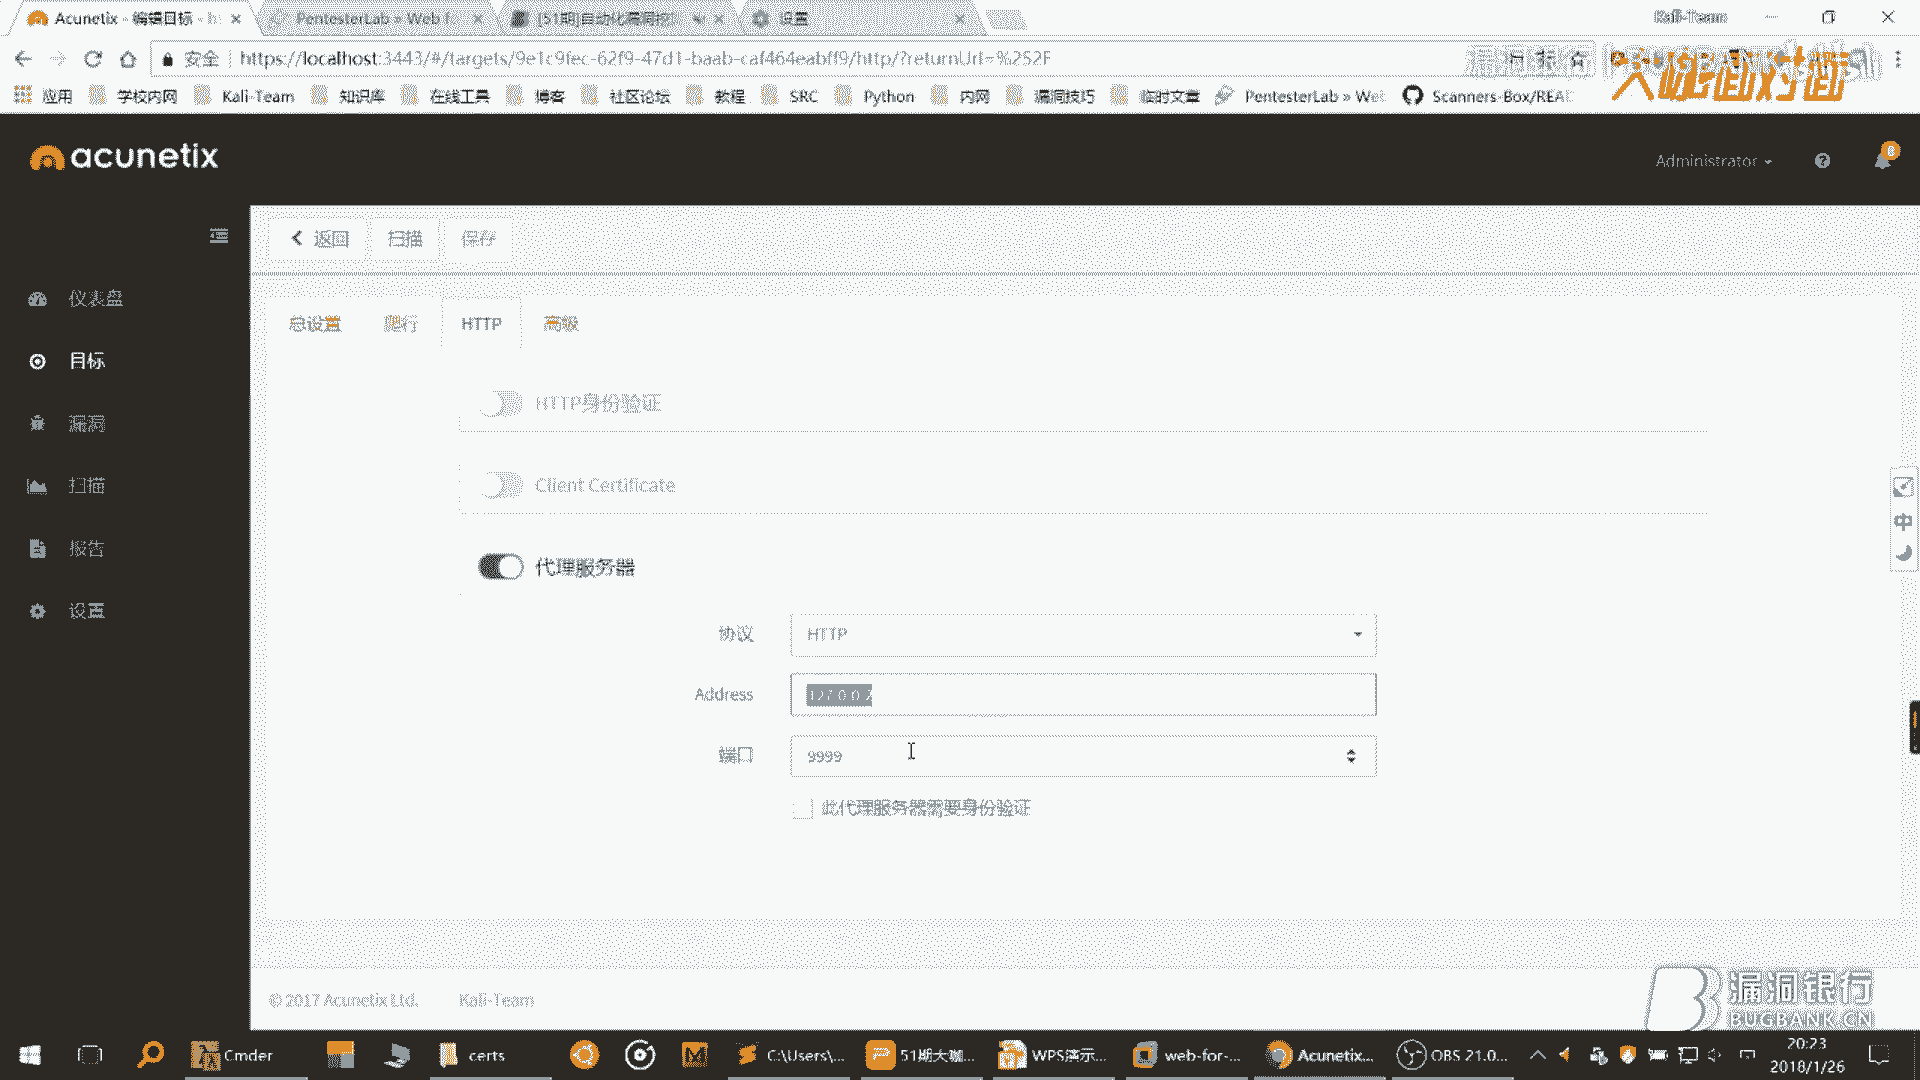 Acunetix - 编辑目标 - h
PentesterLab » Web f
[51期]自动化漏洞挖
设置
Kali-Team
安全
https://localhost:3443/#/targets/9e1c9fec-62f9-47d1-baab-caf464eabff9/http/?returnUrl=%252F
大咖面对面
应用
学校内网
Kali-Team
知识库
在线工具
博客
社区论坛
教程
SRC
Python
内网
漏洞技巧
临时文章
PentesterLab » We
Scanners-Box/REA
acunetix
Administrator
返回
扫描
保存
仪表盘
目标
漏洞
扫描
报告
设置
总设置
爬行
HTTP
高级
HTTP身份验证
Client Certificate
代理服务器
协议
HTTP
Address
端口
9999
此代理服务器需要身份验证
中
© 2017 Acunetix Ltd.
Kali-Team
漏洞银行
BUGBANK.CN
Cmder
certs
C:\Users\...
51期大咖...
WPS演示...
web-for-...
Acunetix...
OBS 21.0...
20:23
2018/1/26